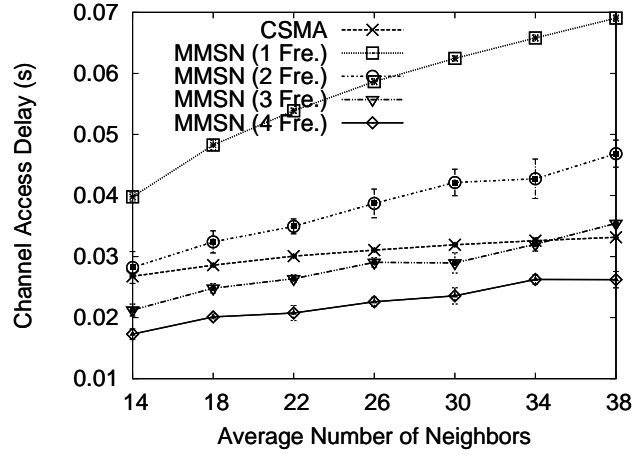 0.07
0.06
0.05
0.04
0.03
0.02
0.01
Channel Access Delay (s)
CSMA
MMSN (1 Fre.)
MMSN (2 Fre.)
MMSN (3 Fre.)
MMSN (4 Fre.)
14 18 22 26 30 34 38
Average Number of Neighbors